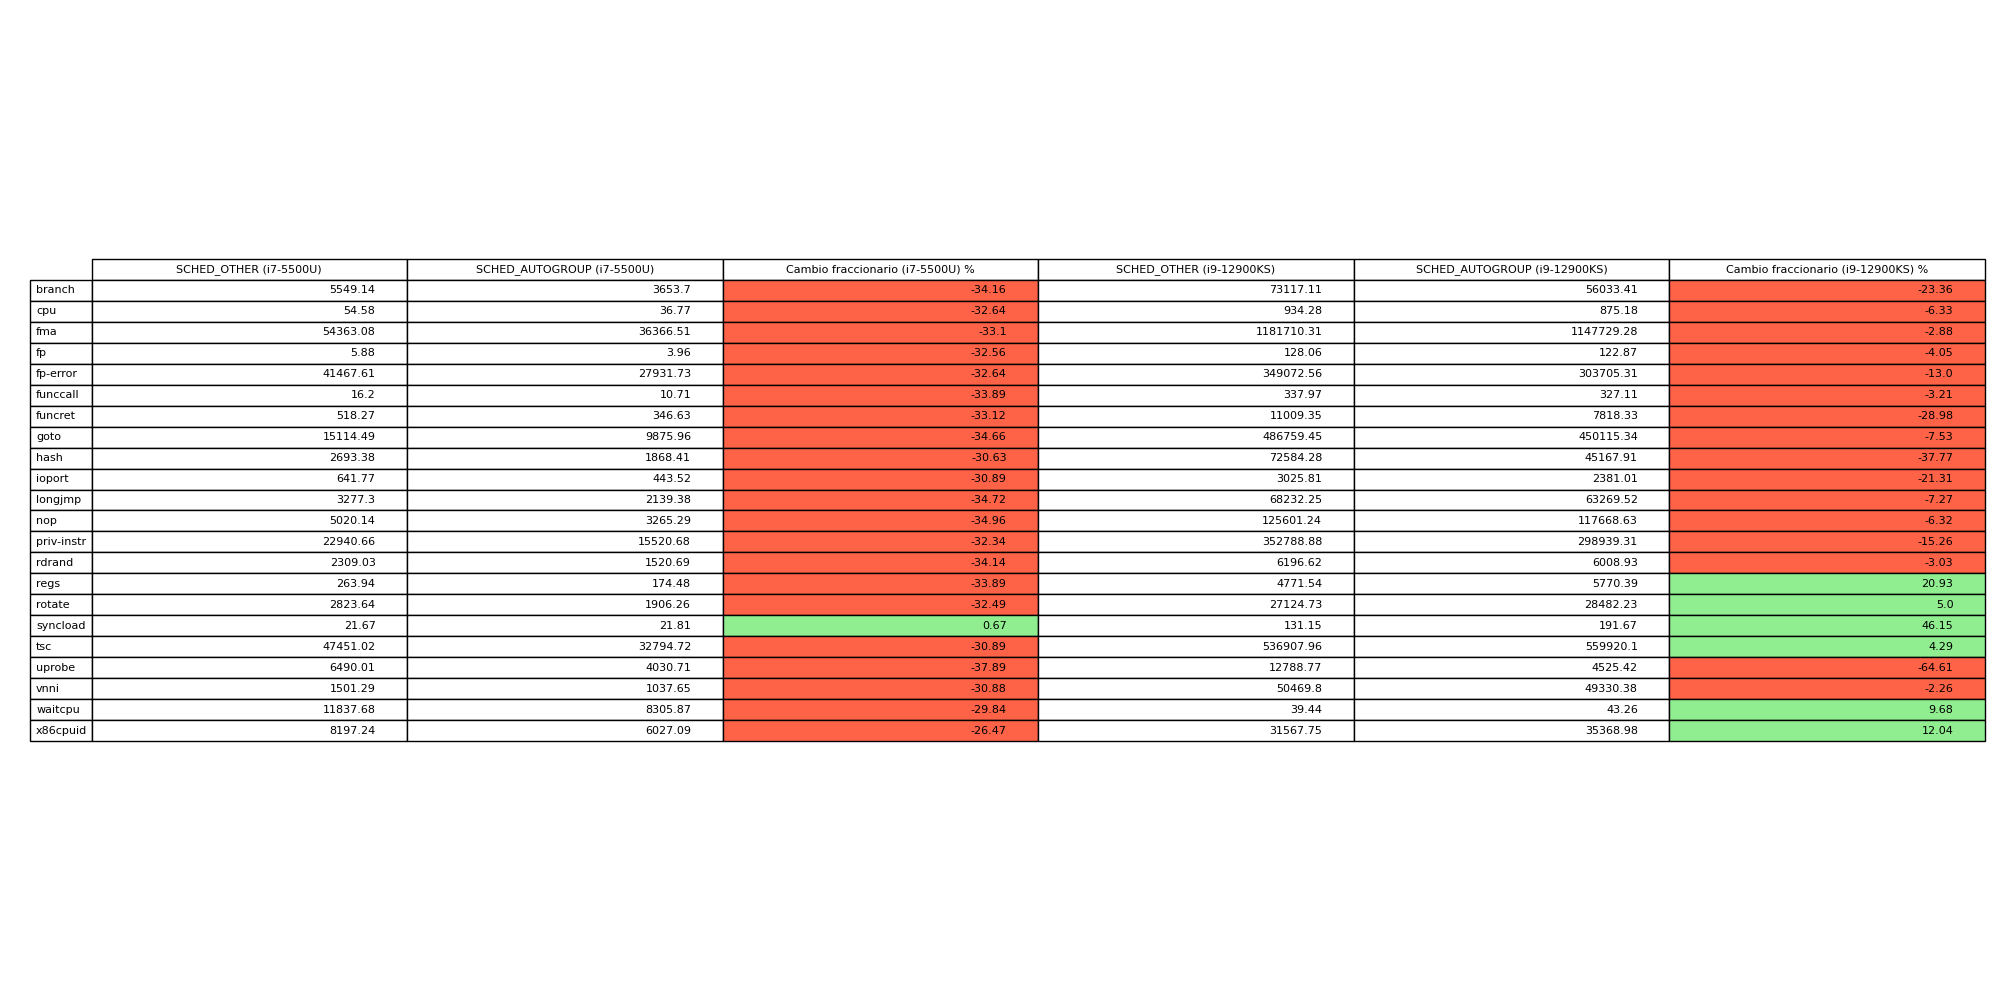 SCHED_OTHER (i7-5500U) SCHED_AUTOGROUP (i7-5500U) Cambio fraccionario (i7-5500U) % SCHED_OTHER (i9-12900KS) SCHED_AUTOGROUP (i9-12900KS) Cambio fraccionario (i9-12900KS) %
branch 5549.14 3653.7 -34.16 73117.11 56033.41 -23.36
cpu 54.58 36.77 -32.64 934.28 875.18 -6.33
fma 54363.08 36366.51 -33.1 1181710.31 1147729.28 -2.88
fp 5.88 3.96 -32.56 128.06 122.87 -4.05
fp-error 41467.61 27931.73 -32.64 349072.56 303705.31 -13.0
funccall 16.2 10.71 -33.89 337.97 327.11 -3.21
funcret 518.27 346.63 -33.12 11009.35 7818.33 -28.98
goto 15114.49 9875.96 -34.66 486759.45 450115.34 -7.53
hash 2693.38 1868.41 -30.63 72584.28 45167.91 -37.77
ioport 641.77 443.52 -30.89 3025.81 2381.01 -21.31
longjmp 3277.3 2139.38 -34.72 68232.25 63269.52 -7.27
nop 5020.14 3265.29 -34.96 125601.24 117668.63 -6.32
priv-instr 22940.66 15520.68 -32.34 352788.88 298939.31 -15.26
rdrand 2309.03 1520.69 -34.14 6196.62 6008.93 -3.03
regs 263.94 174.48 -33.89 4771.54 5770.39 20.93
rotate 2823.64 1906.26 -32.49 27124.73 28482.23 5.0
syncload 21.67 21.81 0.67 131.15 191.67 46.15
tsc 47451.02 32794.72 -30.89 536907.96 559920.1 4.29
uprobe 6490.01 4030.71 -37.89 12788.77 4525.42 -64.61
vnni 1501.29 1037.65 -30.88 50469.8 49330.38 -2.26
waitcpu 11837.68 8305.87 -29.84 39.44 43.26 9.68
x86cpuid 8197.24 6027.09 -26.47 31567.75 35368.98 12.04